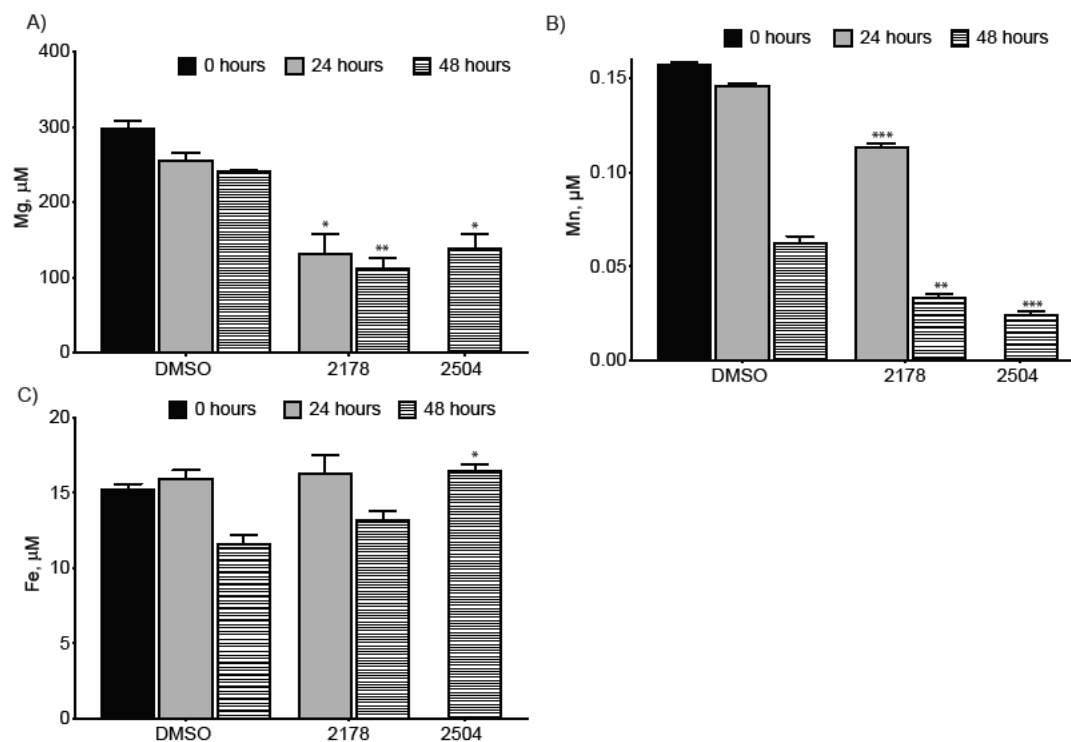 A)
400
300
200
100
0
Mg, µM
0 hours 24 hours 48 hours
* ** *
DMSO 2178 2504
B)
0.15
0.10
0.05
0.00
Mn, µM
0 hours 24 hours 48 hours
*** ** ***
DMSO 2178 2504
C)
20
15
10
5
0
Fe, µM
0 hours 24 hours 48 hours
*
DMSO 2178 2504